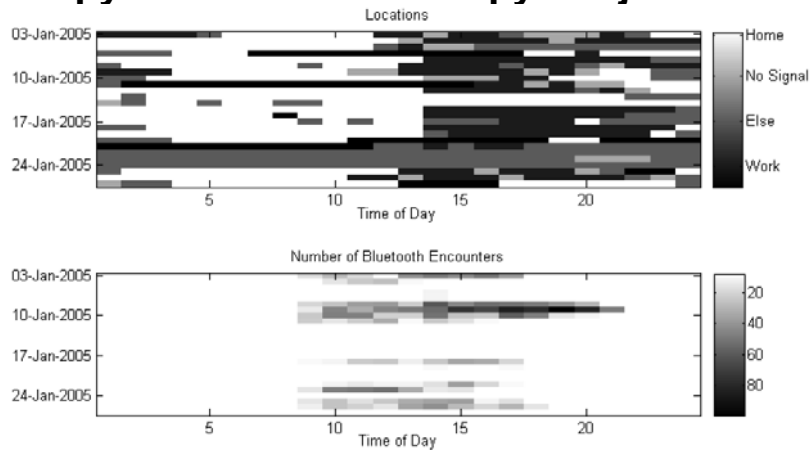 Locations
03-Jan-2005
10-Jan-2005
17-Jan-2005
24-Jan-2005
5
10
15
20
Time of Day
Home
No Signal
Else
Work
Number of Bluetooth Encounters
03-Jan-2005
10-Jan-2005
17-Jan-2005
24-Jan-2005
5
10
15
20
Time of Day
20
40
60
80